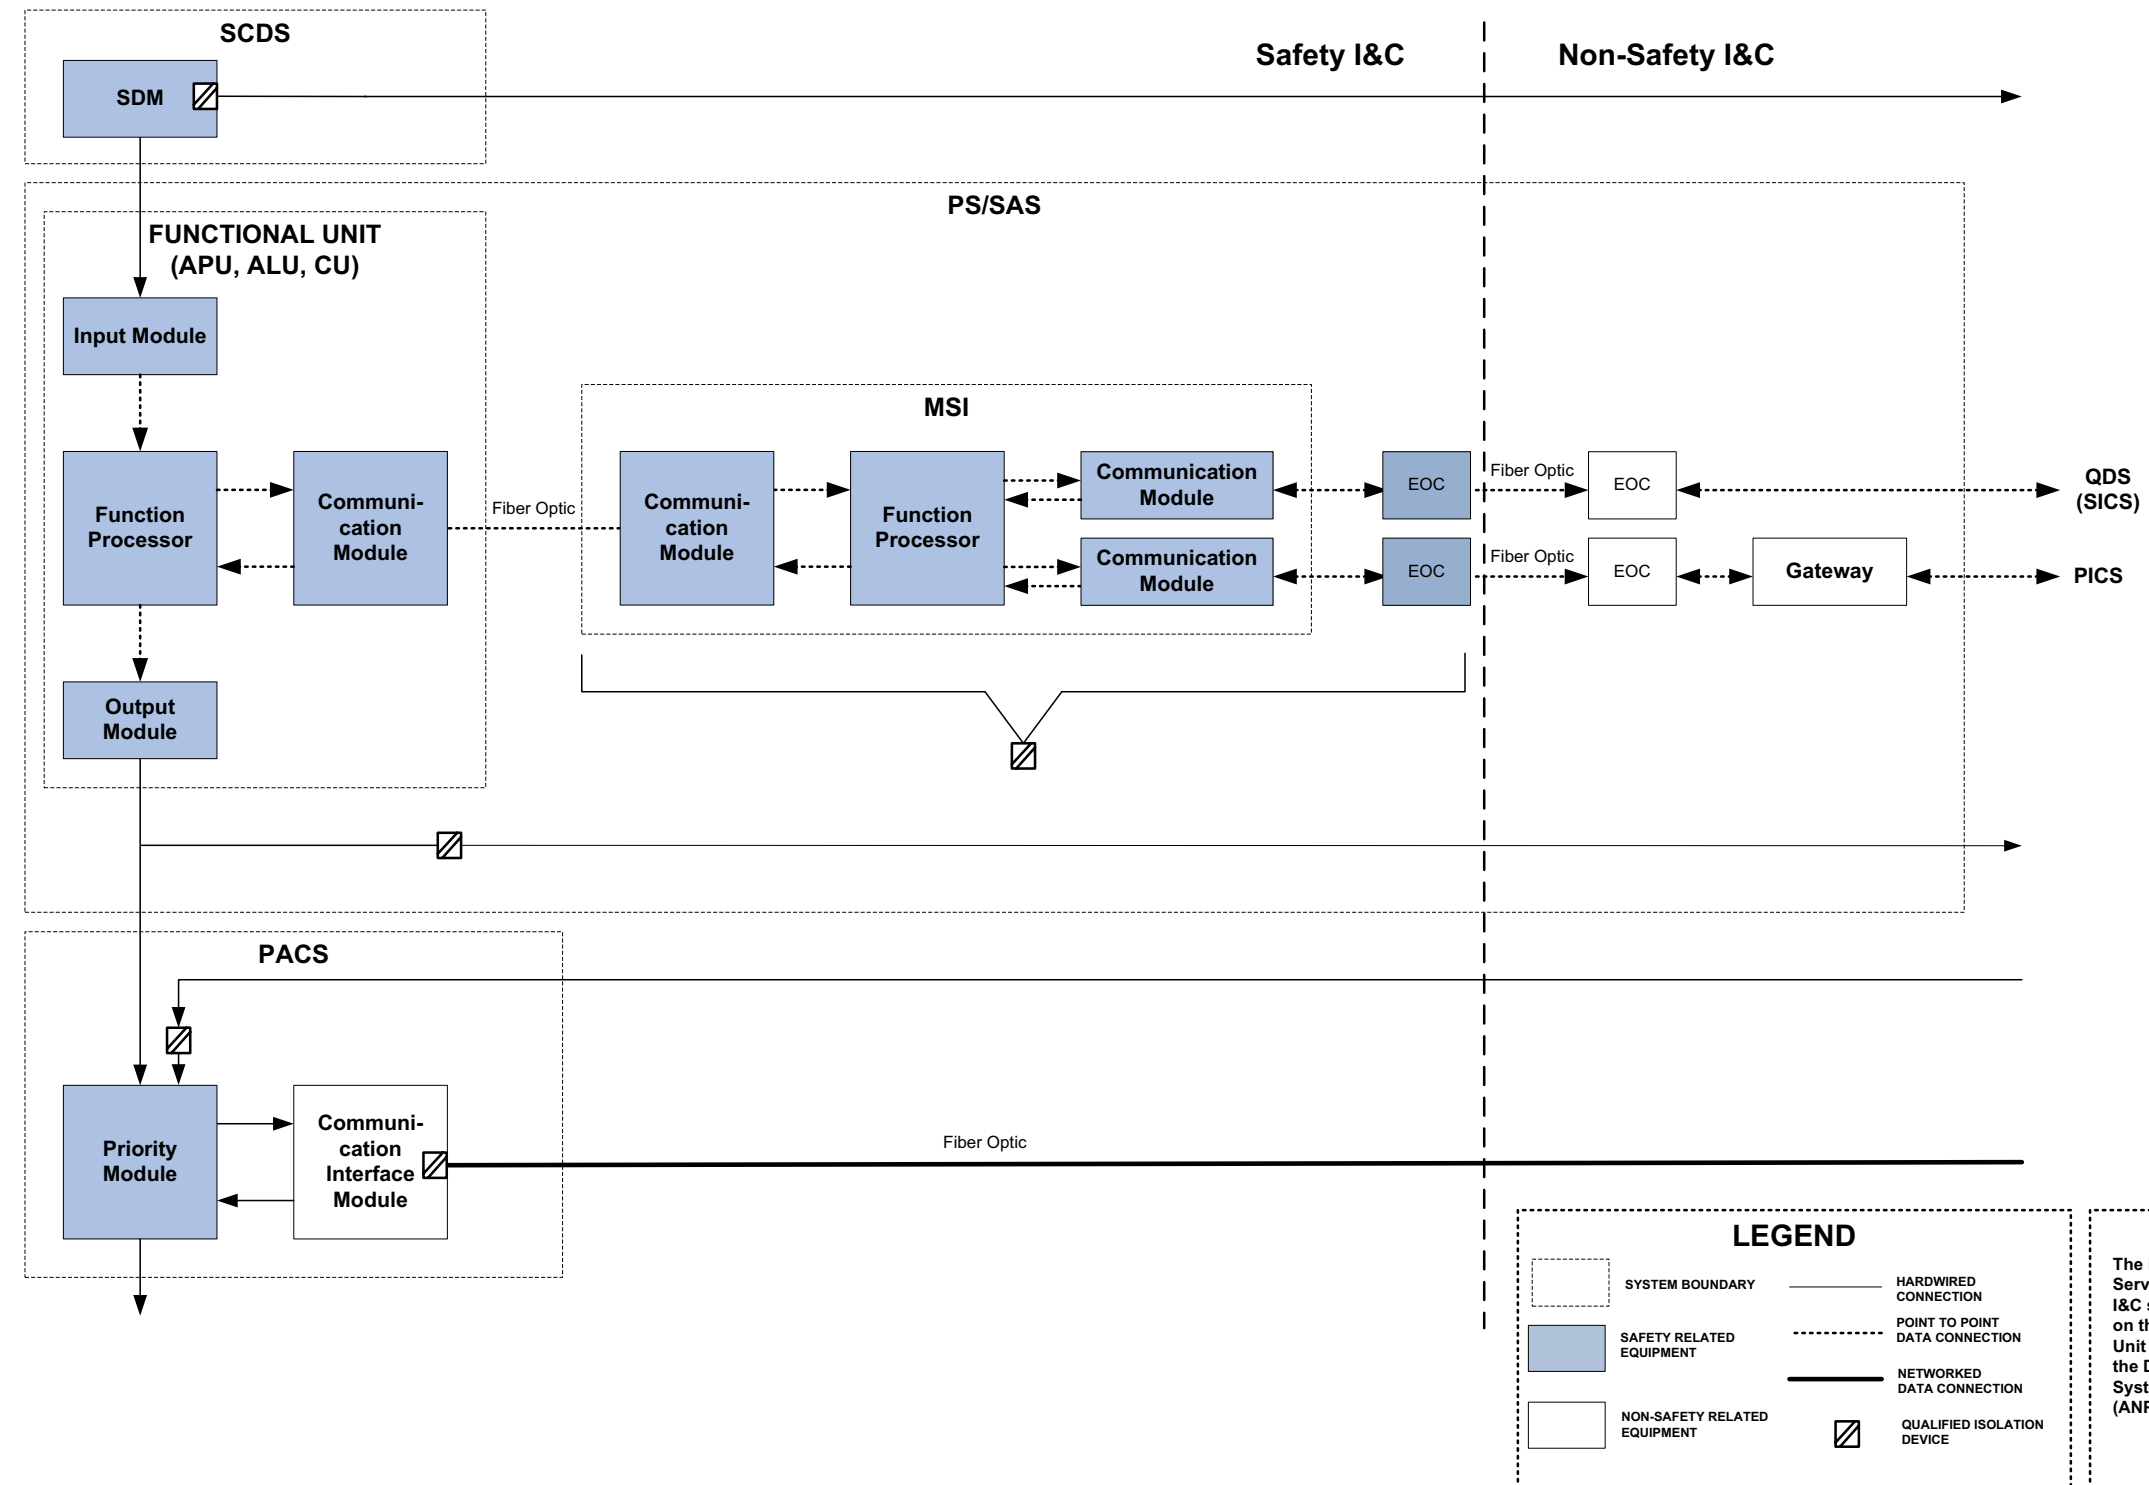 SCDS
Safety I&C
Non-Safety I&C
SDM
PS/SAS
FUNCTIONAL UNIT
(APU, ALU, CU)
Input Module
MSI
Function
Processor
Communi-
cation
Module
Fiber Optic
Communi-
cation
Module
Function
Processor
Communication
Module
EOC
Fiber Optic
EOC
QDS
(SICS)
Communication
Module
EOC
Fiber Optic
EOC
Gateway
PICS
Output
Module
PACS
Priority
Module
Communi-
cation
Interface
Module
Fiber Optic
LEGEND
SYSTEM BOUNDARY
HARDWIRED
CONNECTION
SAFETY RELATED
EQUIPMENT
POINT TO POINT
DATA CONNECTION
NETWORKED
DATA CONNECTION
NON-SAFETY RELATED
EQUIPMENT
QUALIFIED ISOLATION
DEVICE
The
Serv
I&C
on th
Unit
the D
Syst
(ANP